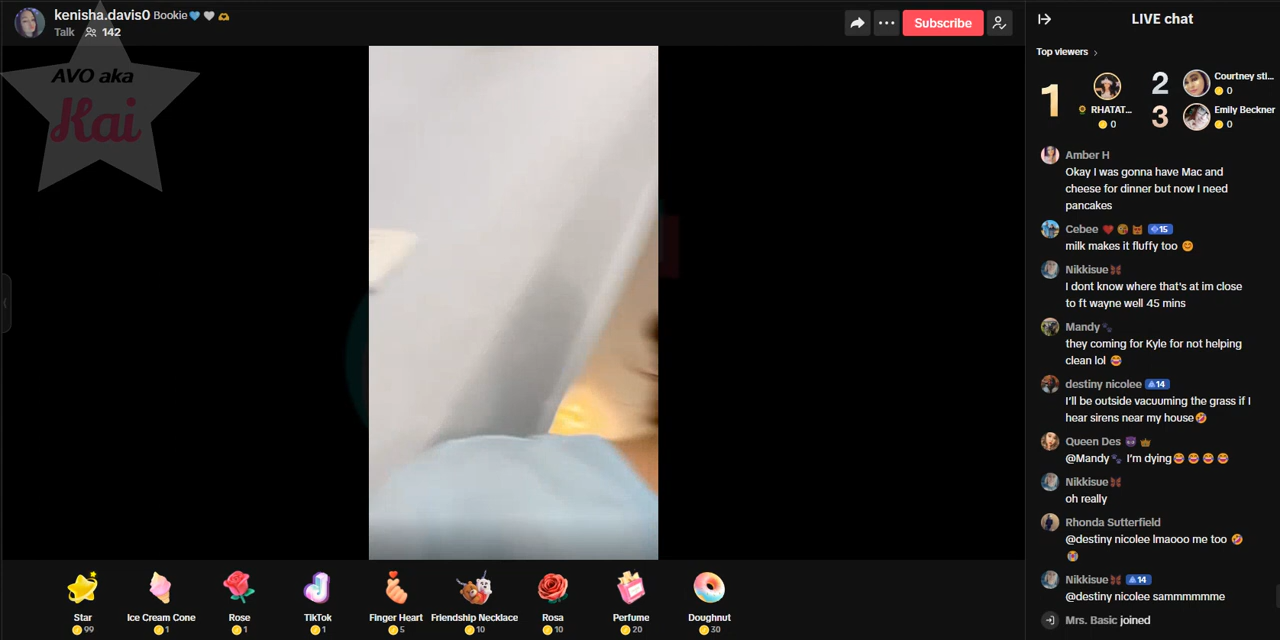 kenisha.davis0 Bookie💙🤍🫶
Talk 142
Subscribe
AVO aka
Kai
LIVE chat
Top viewers
1
RHATAT...
0
2
Courtney sti...
0
3
Emily Beckner
0
Amber H
Okay I was gonna have Mac and
cheese for dinner but now I need
pancakes
Cebee 15
milk makes it fluffy too 😊
Nikkisue
I dont know where that's at im close
to ft wayne well 45 mins
Mandy🐾
they coming for Kyle for not helping
clean lol 😂
destiny nicolee 14
I'll be outside vacuuming the grass if I
hear sirens near my house🤣
Queen Des
@Mandy🐾 I'm dying😂😂😂😂
Nikkisue
oh really
Rhonda Sutterfield
@destiny nicolee lmaooo me too 🤣
😭
Nikkisue 14
@destiny nicolee sammmmmme
Mrs. Basic joined
Star
99
Ice Cream Cone
1
Rose
1
TikTok
1
Finger Heart
5
Friendship Necklace
10
Rosa
10
Perfume
20
Doughnut
30